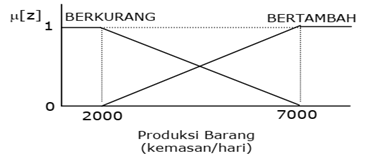 μ[z] BERKURANG BERTAMBAH
1
0
2000 7000
Produksi Barang
(kemasan/hari)